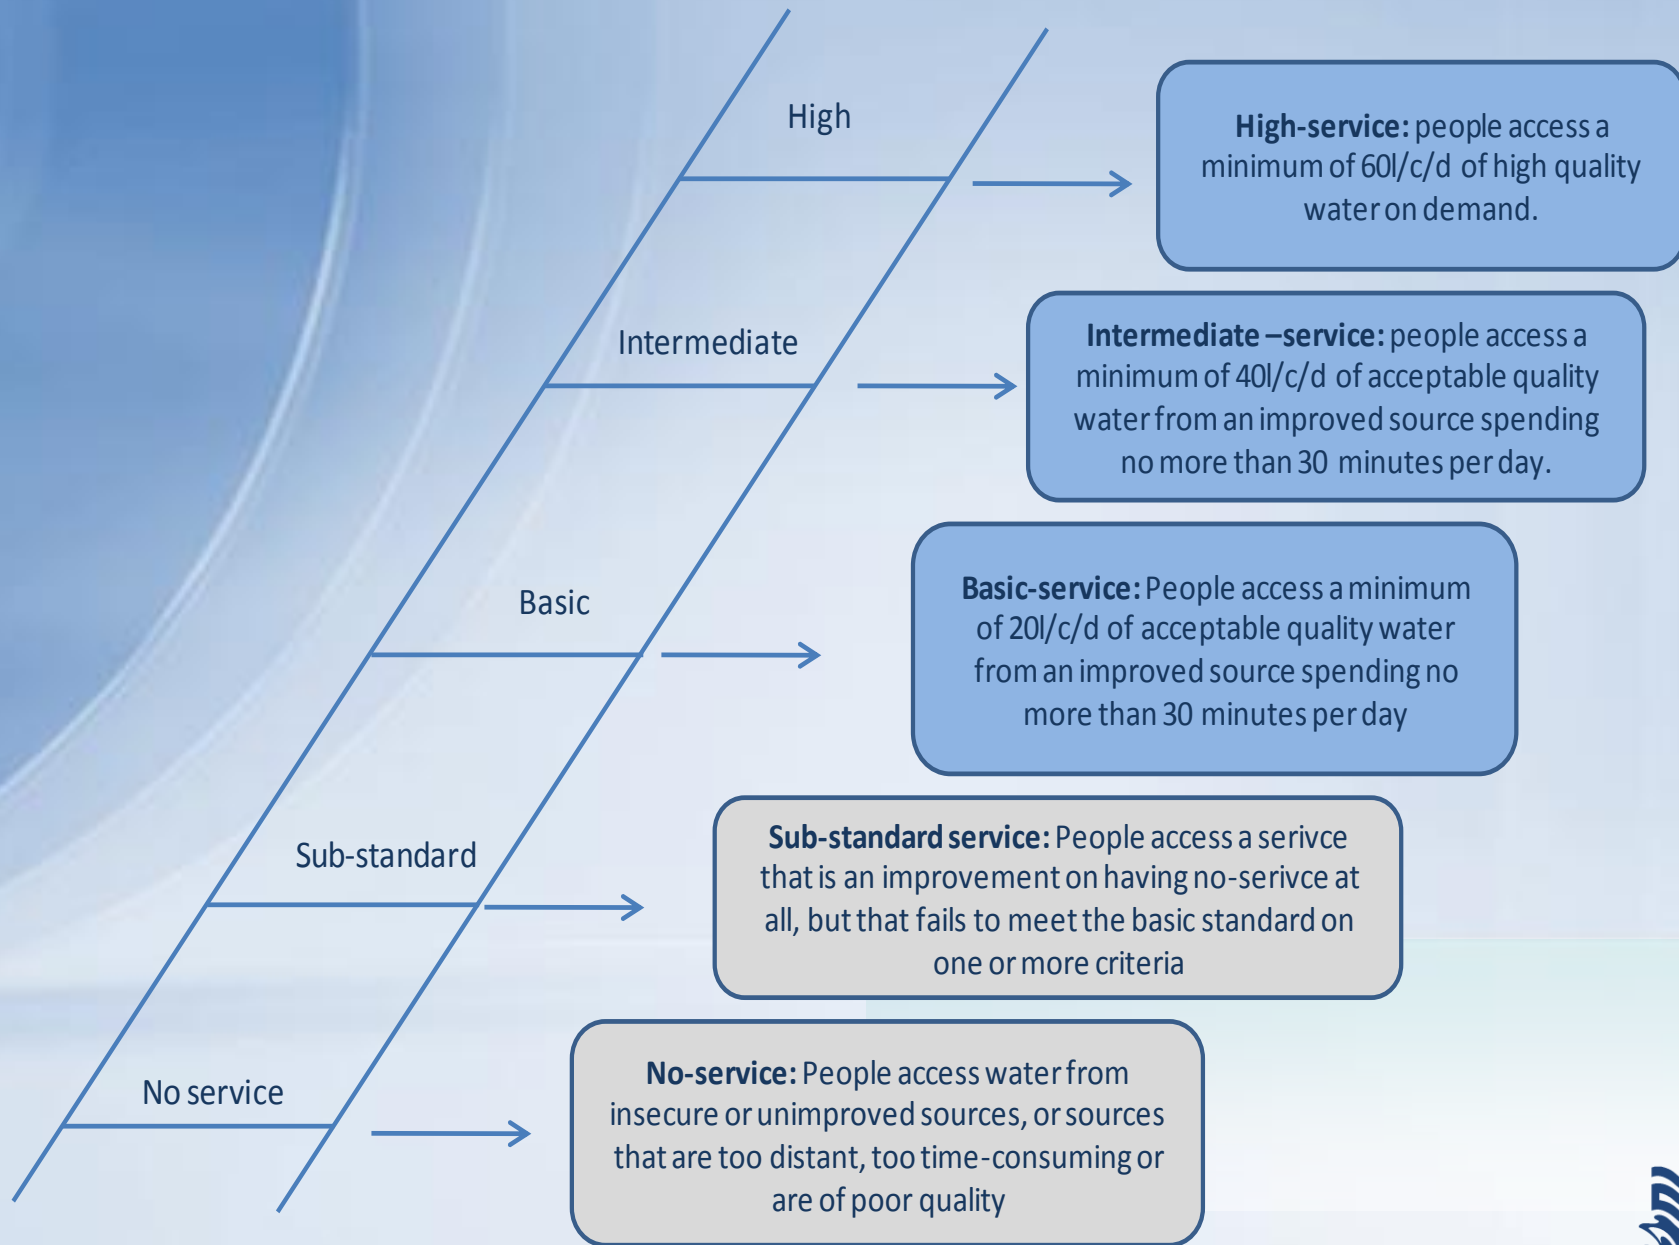 High
High-service: people access a
minimum of 60l/c/d of high quality
water on demand.
Intermediate
Intermediate –service: people access a
minimum of 40l/c/d of acceptable quality
water from an improved source spending
no more than 30 minutes per day.
Basic
Basic-service: People access a minimum
of 20l/c/d of acceptable quality water
from an improved source spending no
more than 30 minutes per day
Sub-standard
Sub-standard service: People access a serivce
that is an improvement on having no-serivce at
all, but that fails to meet the basic standard on
one or more criteria
No service
No-service: People access water from
insecure or unimproved sources, or sources
that are too distant, too time-consuming or
are of poor quality